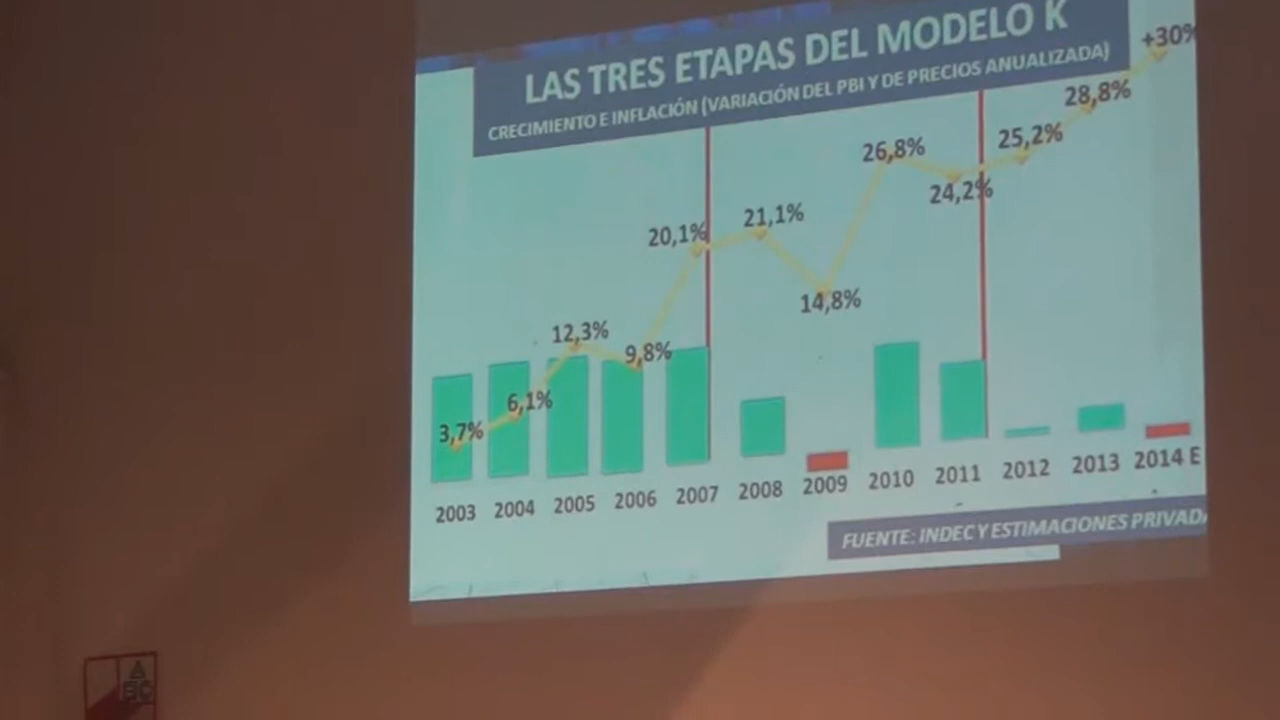 LAS TRES ETAPAS DEL MODELO K
CRECIMIENTO E INFLACIÓN (VARIACIÓN DEL PBI Y DE PRECIOS ANUALIZADA)
+30%
28,8%
25,2%
26,8%
24,2%
21,1%
20,1%
14,8%
12,3%
9,8%
6,1%
3,7%
2003 2004 2005 2006 2007 2008 2009 2010 2011 2012 2013 2014 E
FUENTE: INDEC Y ESTIMACIONES PRIVADA
ABC